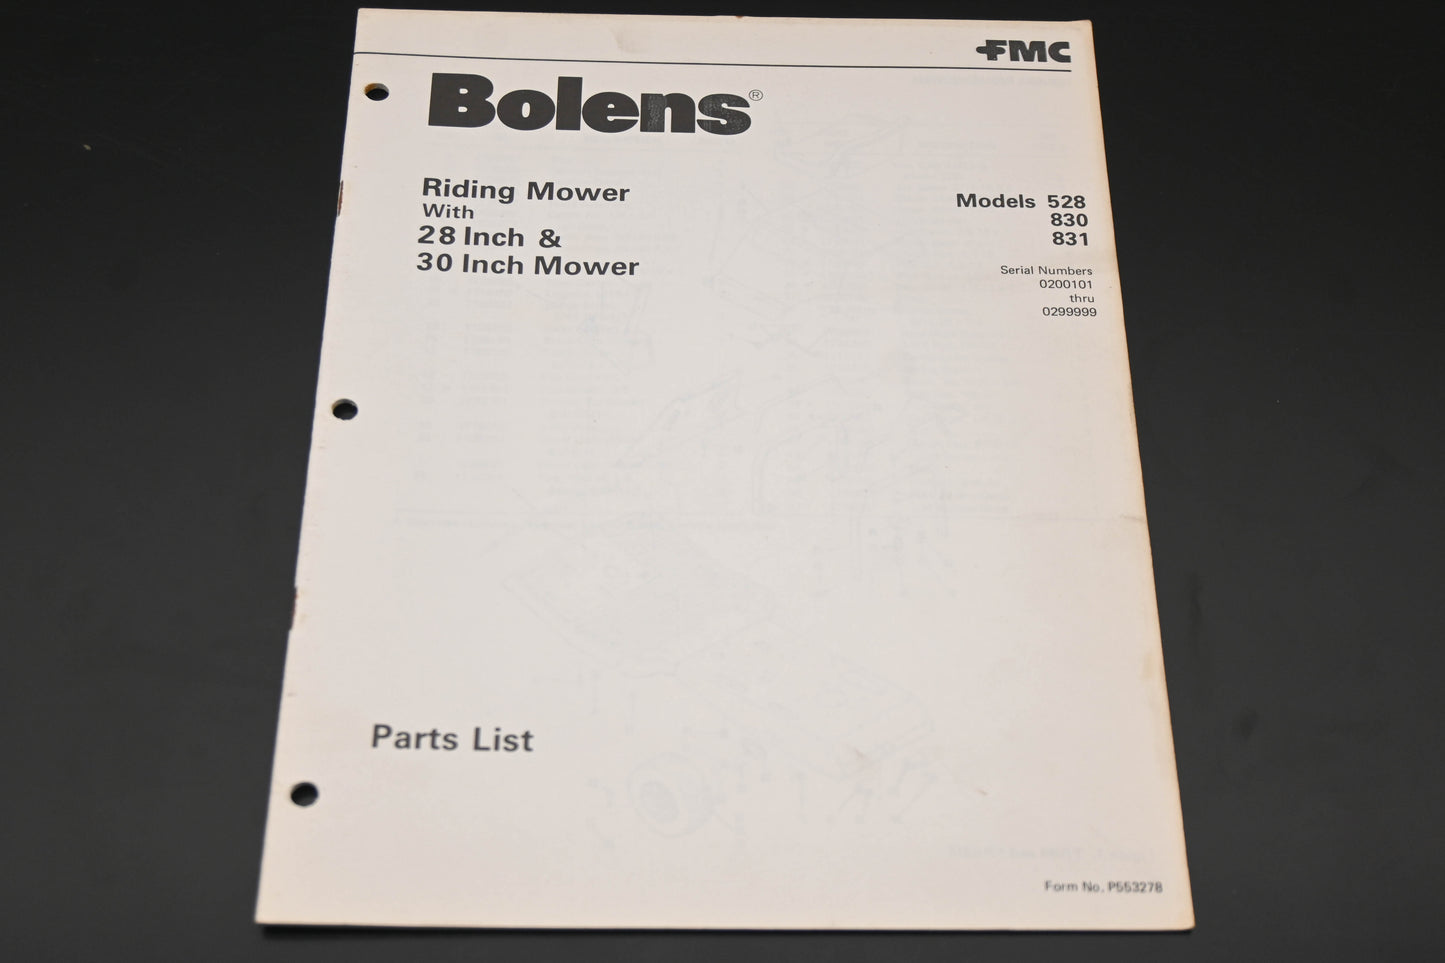 FMC
Bolens®
Riding Mower
With
28 Inch &
30 Inch Mower
Models 528
830
831
Serial Numbers
0200101
thru
0299999
Parts List
Form No. P553278